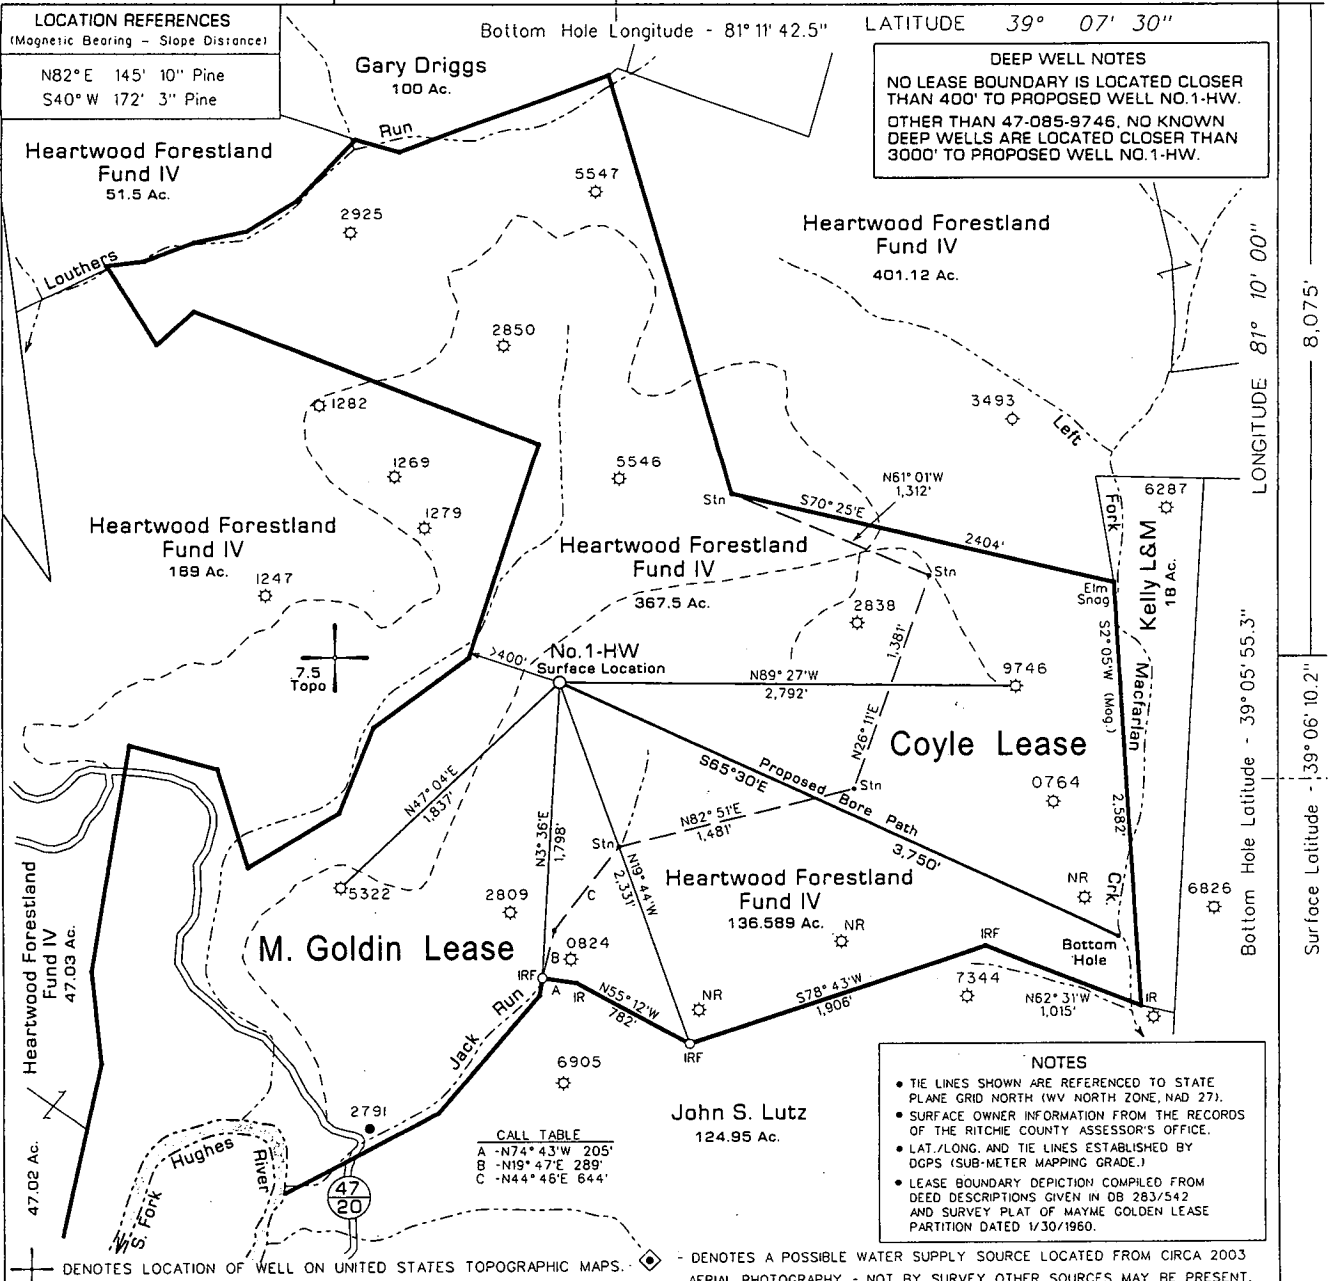 LOCATION REFERENCES
(Magnetic Bearing - Slope Distance)
N82°E 145' 10" Pine
S40°W 172' 3" Pine
Bottom Hole Longitude - 81° 11' 42.5"
LATITUDE 39° 07' 30"
DEEP WELL NOTES
NO LEASE BOUNDARY IS LOCATED CLOSER
THAN 400' TO PROPOSED WELL NO.1-HW.
OTHER THAN 47-085-9746, NO KNOWN
DEEP WELLS ARE LOCATED CLOSER THAN
3000' TO PROPOSED WELL NO.1-HW.
Gary Driggs
100 Ac.
Run
Louthers
Heartwood Forestland
Fund IV
51.5 Ac.
2925
5547
Heartwood Forestland
Fund IV
401.12 Ac.
LONGITUDE 81° 10' 00"
8,075'
2850
1282
1269
1279
5546
3493
Left
Fork
N61° 01'W
1,312'
Stn
S70° 25'E
2404'
6287
Kelly L&M
18 Ac.
Heartwood Forestland
Fund IV
169 Ac.
1247
Heartwood Forestland
Fund IV
367.5 Ac.
Stn
Elm
Snag
2838
1,381'
N26° 11'E
S2° 05'W (Mag.)
2,582'
Macfarlan
Crk.
7.5
Topo
>400'
No.1-HW
Surface Location
N89° 27'W
2,792'
9746
Coyle Lease
Bottom Hole Latitude - 39° 05' 55.3"
Surface Latitude - 39° 06' 10.2"
S65°30'E
Proposed Bore Path
3,750'
Stn
0764
N47° 04'E
1,837'
N3° 36'E
1,798'
N82° 51'E
1,481'
Stn
N19° 44'W
2,331'
C
5322
2809
Heartwood Forestland
Fund IV
136.589 Ac.
NR
NR
6826
M. Goldin Lease
B
0824
IRF
A
IR
IRF
Bottom
Hole
Heartwood Forestland
Fund IV
47.03 Ac.
N55° 12'W
782'
NR
S78° 43'W
1,906'
7344
N62° 31'W
1,015'
IR
Jack Run
IRF
6905
2791
Hughes
River
S. Fork
47.02 Ac.
47
20
John S. Lutz
124.95 Ac.
CALL TABLE
A -N74° 43'W 205'
B -N19° 47'E 289'
C -N44° 46'E 644'
NOTES
• TIE LINES SHOWN ARE REFERENCED TO STATE
PLANE GRID NORTH (WV NORTH ZONE, NAD 27).
• SURFACE OWNER INFORMATION FROM THE RECORDS
OF THE RITCHIE COUNTY ASSESSOR'S OFFICE.
• LAT./LONG. AND TIE LINES ESTABLISHED BY
DGPS (SUB-METER MAPPING GRADE.)
• LEASE BOUNDARY DEPICTION COMPILED FROM
DEED DESCRIPTIONS GIVEN IN DB 283/542
AND SURVEY PLAT OF MAYME GOLDEN LEASE
PARTITION DATED 1/30/1960.
DENOTES LOCATION OF WELL ON UNITED STATES TOPOGRAPHIC MAPS.
- DENOTES A POSSIBLE WATER SUPPLY SOURCE LOCATED FROM CIRCA 2003
AERIAL PHOTOGRAPHY - NOT BY SURVEY OTHER SOURCES MAY BE PRESENT.